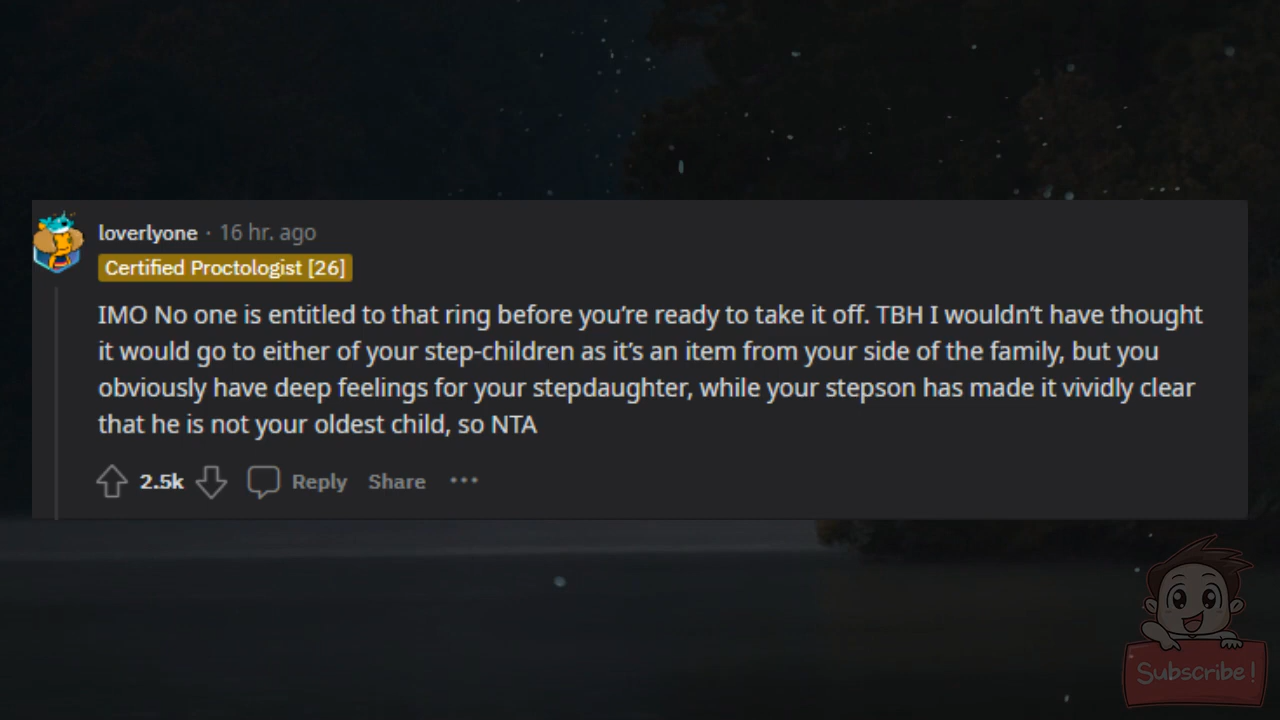 loverlyone · 16 hr. ago
Certified Proctologist [26]
IMO No one is entitled to that ring before you’re ready to take it off. TBH I wouldn’t have thought
it would go to either of your step-children as it’s an item from your side of the family, but you
obviously have deep feelings for your stepdaughter, while your stepson has made it vividly clear
that he is not your oldest child, so NTA
2.5k Reply Share ···
Subscribe!